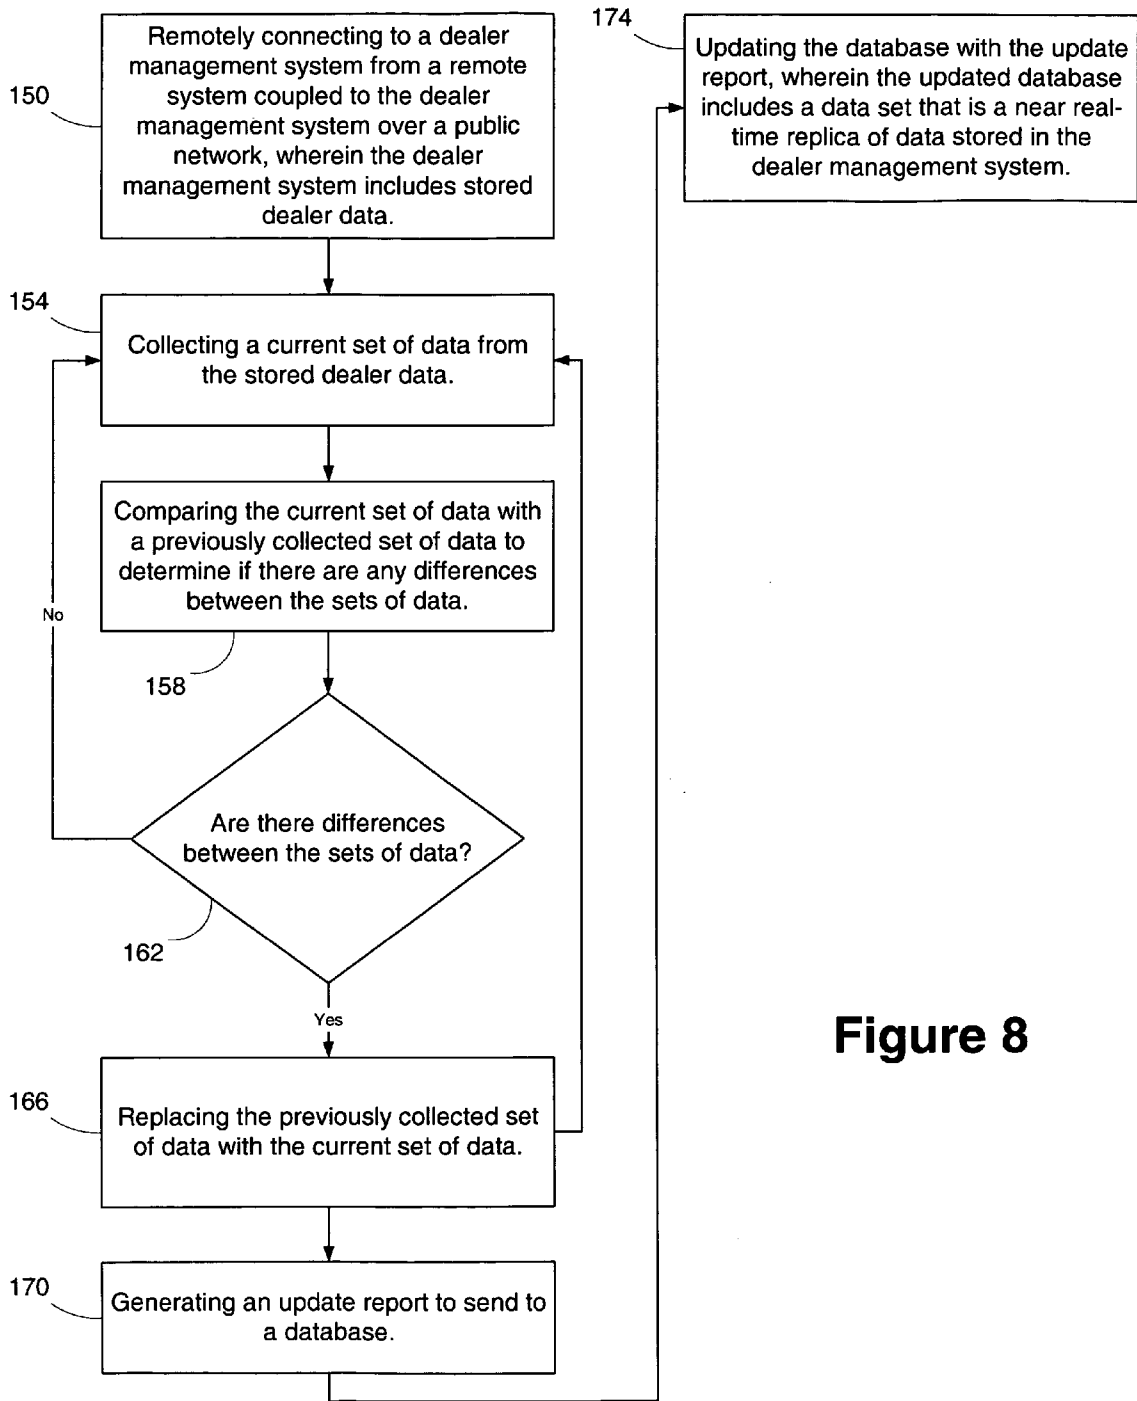 150
Remotely connecting to a dealer
management system from a remote
system coupled to the dealer
management system over a public
network, wherein the dealer
management system includes stored
dealer data.
154
Collecting a current set of data from
the stored dealer data.
Comparing the current set of data with
a previously collected set of data to
determine if there are any differences
between the sets of data.
158
No
Are there differences
between the sets of data?
162
Yes
166
Replacing the previously collected set
of data with the current set of data.
170
Generating an update report to send to
a database.
174
Updating the database with the update
report, wherein the updated database
includes a data set that is a near real-
time replica of data stored in the
dealer management system.
Figure 8